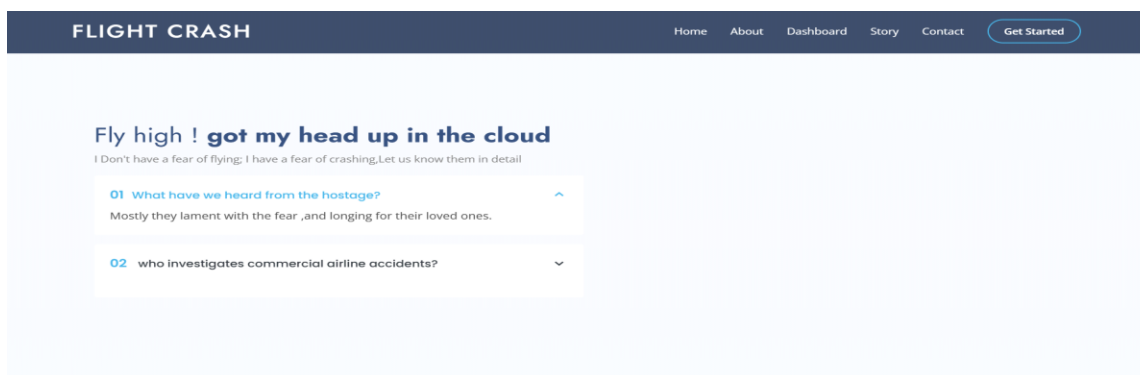 FLIGHT CRASH
Home About Dashboard Story Contact Get Started
Fly high ! got my head up in the cloud
I Don't have a fear of flying; I have a fear of crashing,Let us know them in detail
01 What have we heard from the hostage?
Mostly they lament with the fear ,and longing for their loved ones.
02 who investigates commercial airline accidents?